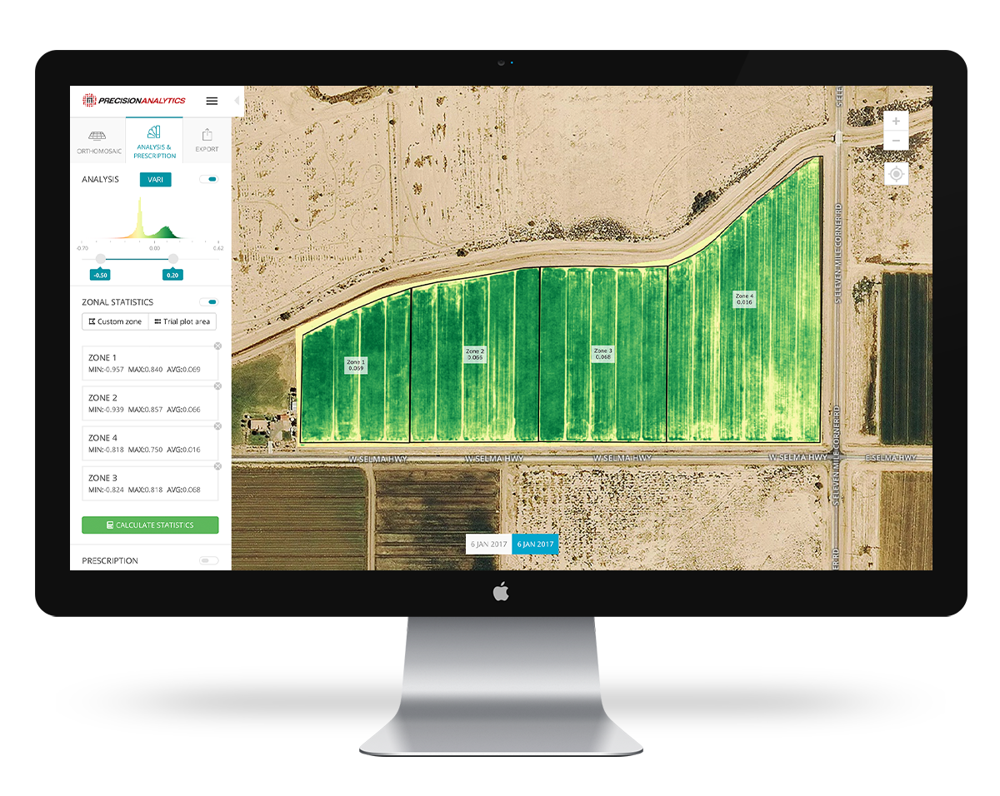 PRECISIONANALYTICS
ORTHOMOSAIC
ANALYSIS &
PRESCRIPTION
EXPORT
ANALYSIS
VARI
-0.70 0.00 0.62
-0.50 0.20
ZONAL STATISTICS
Custom zone Trial plot area
ZONE 1
MIN:-0.957 MAX:0.840 AVG:0.069
ZONE 2
MIN:-0.939 MAX:0.857 AVG:0.066
ZONE 4
MIN:-0.818 MAX:0.750 AVG:0.016
ZONE 3
MIN:-0.824 MAX:0.818 AVG:0.068
CALCULATE STATISTICS
PRESCRIPTION
Zone 1
0.069
Zone 2
0.066
Zone 3
0.068
Zone 4
0.016
S ELEVEN MILE CORNER RD
S ELEVEN MILE CORNER RD
W SELMA HWY
W SELMA HWY
W SELMA HWY
W SELMA HWY
E SELMA HWY
S ELE
ER RD
6 JAN 2017 6 JAN 2017